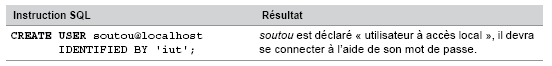 Instruction SQL Résultat
CREATE USER soutou@localhost soutou est déclaré « utilisateur à accès local », il devra
IDENTIFIED BY 'iut'; se connecter à l'aide de son mot de passe.